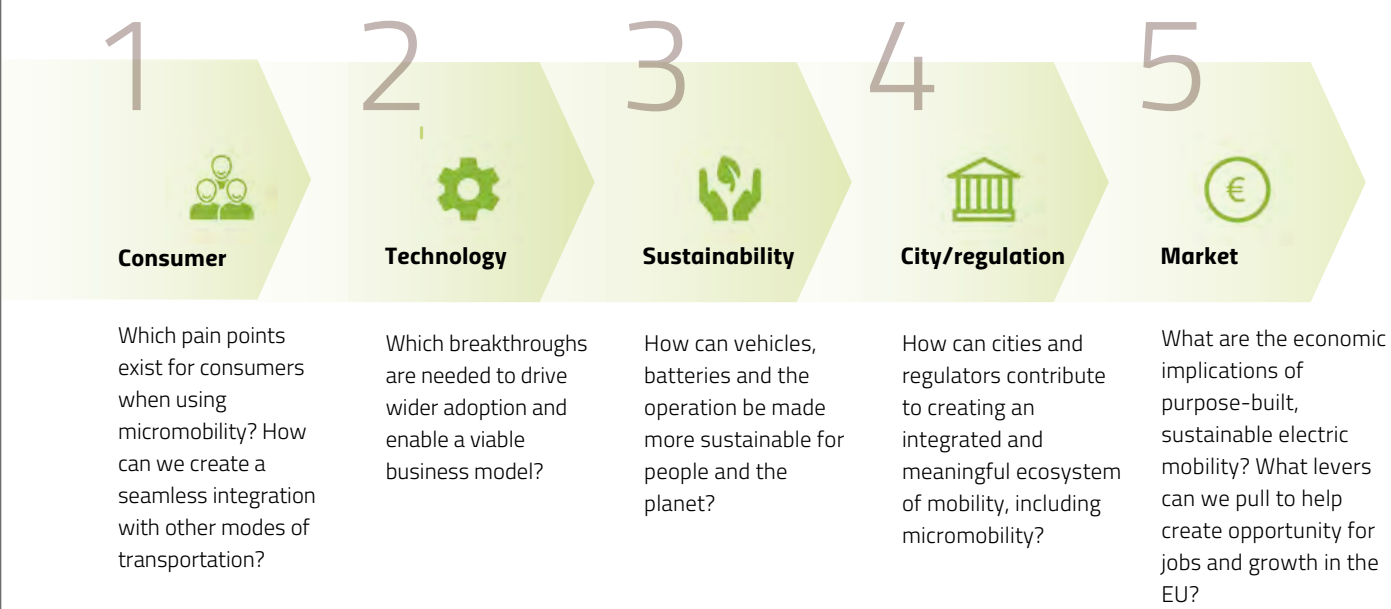 1
Consumer
Which pain points
exist for consumers
when using
micromobility? How
can we create a
seamless integration
with other modes of
transportation?
2
Technology
Which breakthroughs
are needed to drive
wider adoption and
enable a viable
business model?
3
Sustainability
How can vehicles,
batteries and the
operation be made
more sustainable for
people and the
planet?
4
City/regulation
How can cities and
regulators contribute
to creating an
integrated and
meaningful ecosystem
of mobility, including
micromobility?
5
€
Market
What are the economic
implications of
purpose-built,
sustainable electric
mobility? What levers
can we pull to help
create opportunity for
jobs and growth in the
EU?